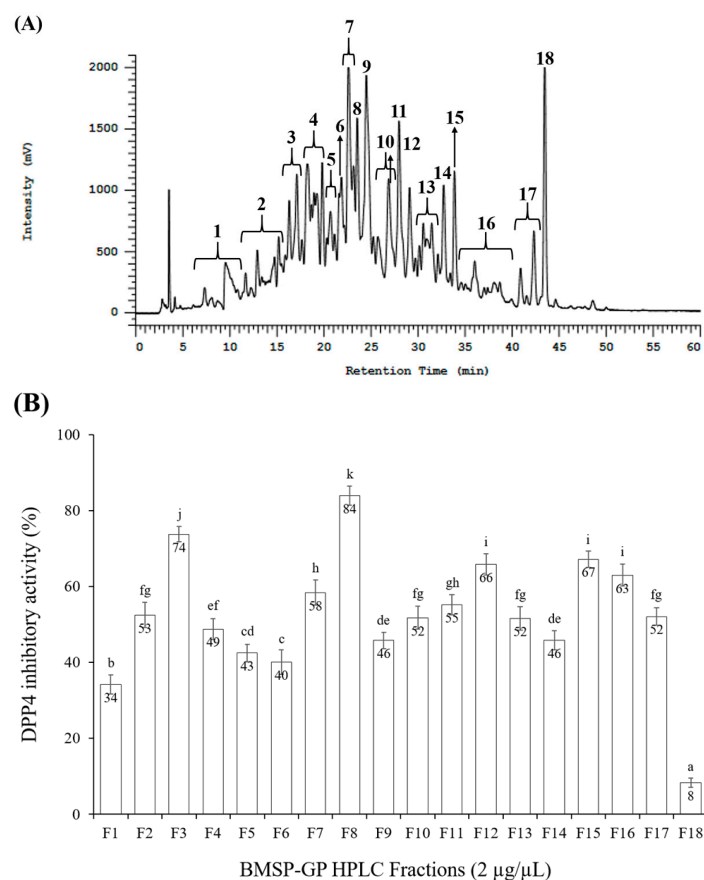 (A)
7
18
9
8
11
15
6
4
3
12
10
5
14
13
2
17
16
1
2000
1500
1000
500
0
Intensity (mV)
0 5 10 15 20 25 30 35 40 45 50 55 60
Retention Time (min)
(B)
DPP4 inhibitory activity (%)
100
80
60
40
20
0
b fg j ef cd c h k de fg gh i fg de i i fg a
34 53 74 49 43 40 58 84 46 52 55 66 52 46 67 63 52 8
F1 F2 F3 F4 F5 F6 F7 F8 F9 F10 F11 F12 F13 F14 F15 F16 F17 F18
BMSP-GP HPLC Fractions (2 µg/µL)